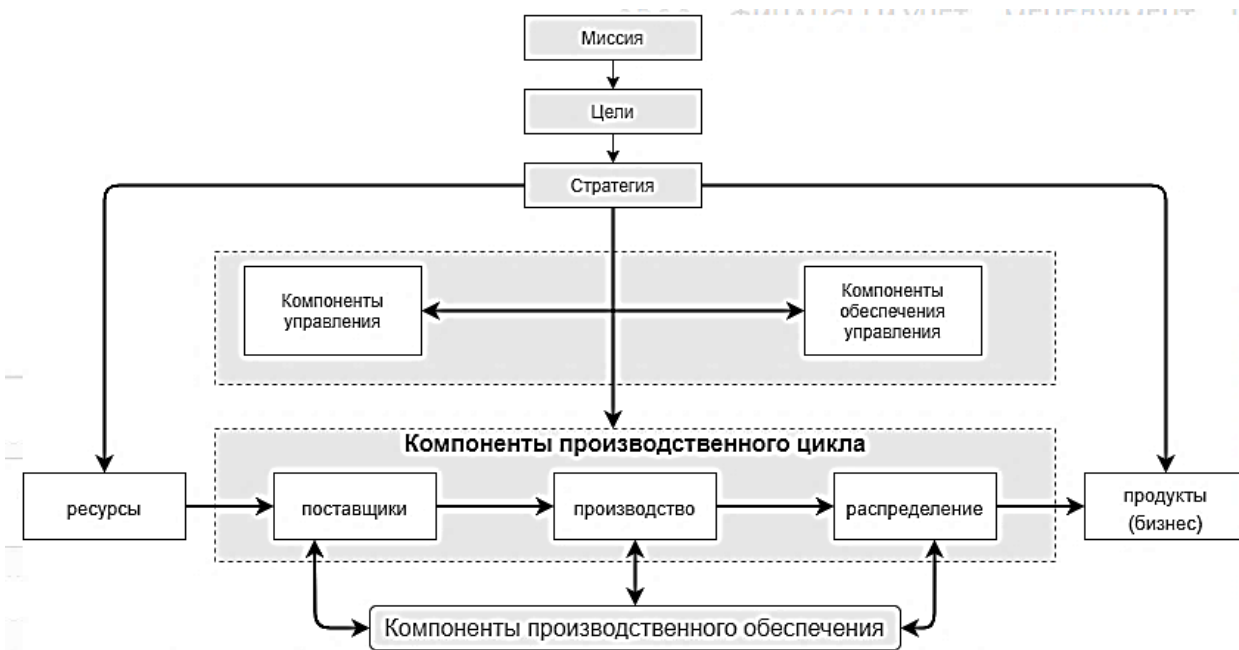 Миссия
Цели
Стратегия
Компоненты
управления
Компоненты
обеспечения
управления
Компоненты производственного цикла
ресурсы
поставщики
производство
распределение
продукты
(бизнес)
Компоненты производственного обеспечения